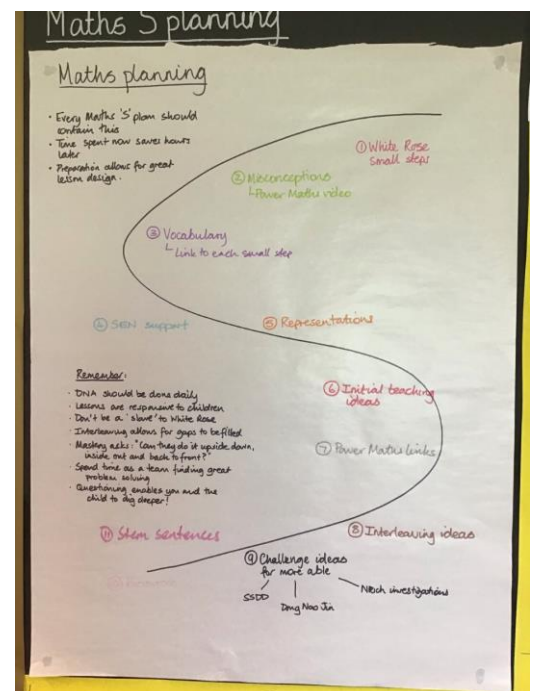 Maths S planning
Maths planning
· Every Maths 'S' plan should
contain this
· Time spent now saves hours
later
· Preparation allows for great
lesson design.
① White Rose
small steps
② Misconceptions
Power Maths video
③ Vocabulary
Link to each small step
④ SEN support
⑤ Representations
Remember:
· DNA should be done daily
· Lessons are responsive to children
· Don't be a 'slave' to White Rose
· Interleaving allows for gaps to be filled
· Mastery asks: "Can they do it upside down,
inside out and back to front?"
· Spend time as a team finding great
problem solving
· Questioning enables you and the
child to dig deeper!
⑥ Initial teaching
ideas
⑦ Power Maths links
⑧ Interleaving ideas
⑨ Challenge ideas
for more able
SSDD
Dong Nao Jin
NRich investigations
Stem sentences